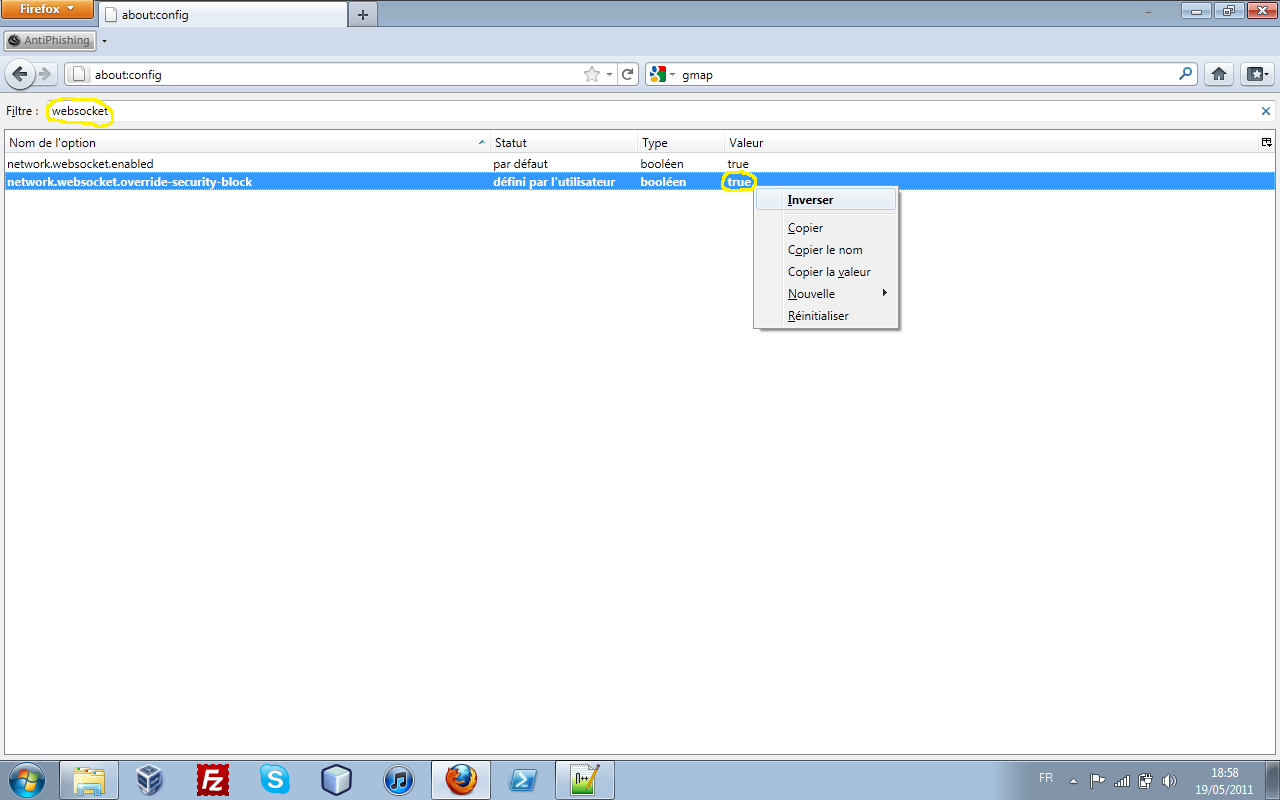 Firefox
about:config
AntiPhishing
about:config
gmap
Filtre :
websocket
Nom de l'option Statut Type Valeur
network.websocket.enabled par défaut booléen true
network.websocket.override-security-block défini par l'utilisateur booléen true
Inverser
Copier
Copier le nom
Copier la valeur
Nouvelle
Réinitialiser
FR
18:58
19/05/2011